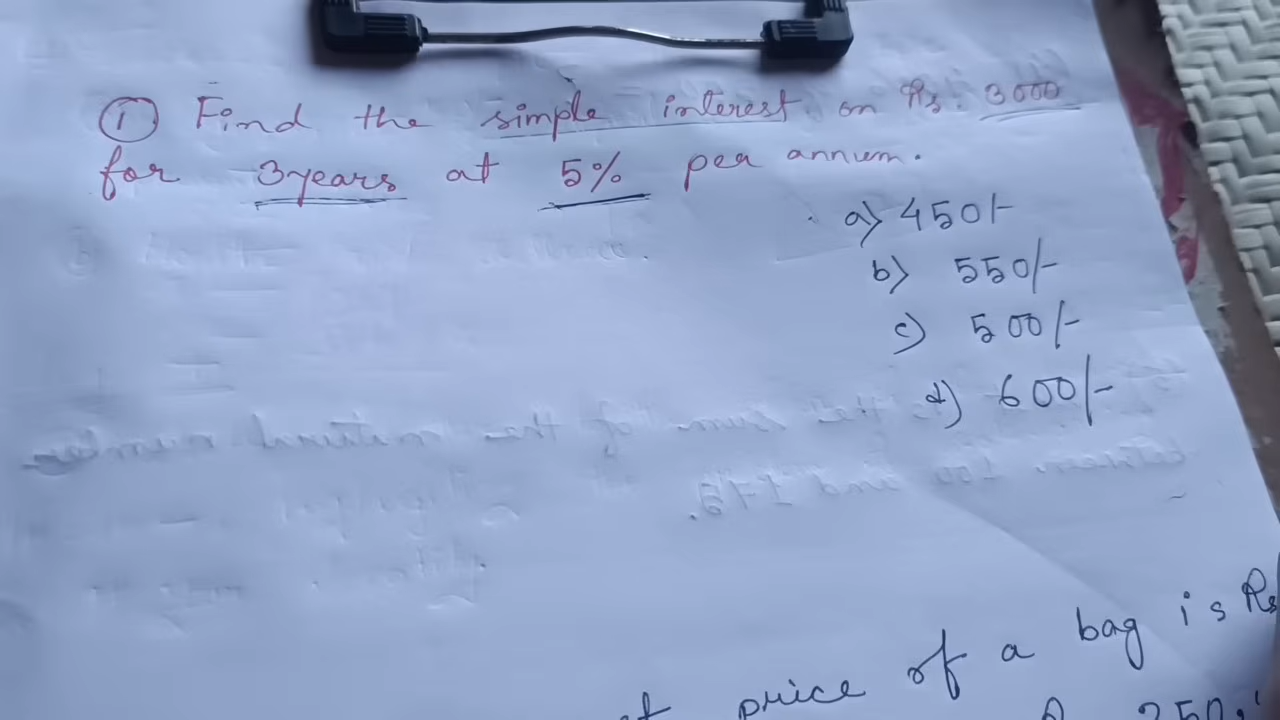 ① Find the simple interest on Rs. 3000
for 3years at 5% per annum.
a) 450/-
b) 550/-
c) 500/-
d) 600/-
price of a bag is Rs